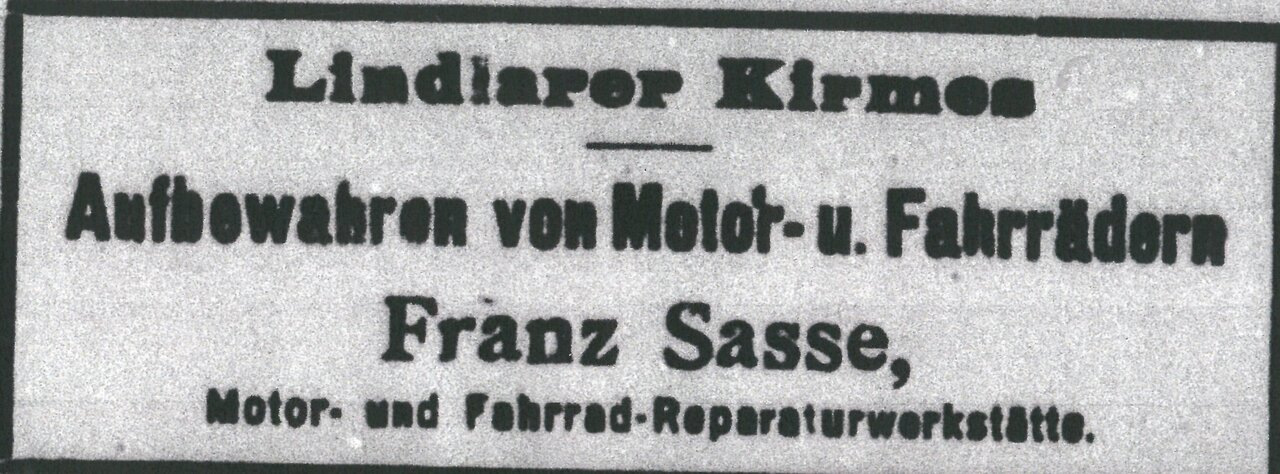 Lindlarer Kirmes
Aufbewahren von Motor- u. Fahrrädern
Franz Sasse,
Motor- und Fahrrad-Reparaturwerkstätte.